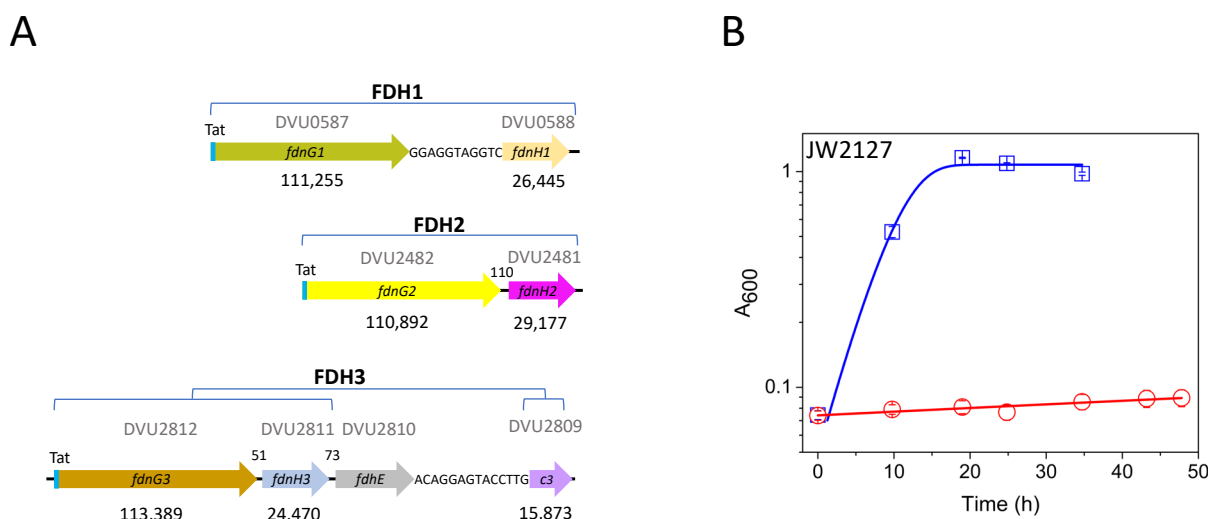 A
FDH1
DVU0587 DVU0588
Tat
fdnG1 GGAGGTAGGTC fdnH1
111,255 26,445
FDH2
DVU2482 DVU2481
Tat 110
fdnG2 fdnH2
110,892 29,177
FDH3
DVU2812 DVU2811 DVU2810 DVU2809
Tat 51 73
fdnG3 fdnH3 fdhE ACAGGAGTACCTTG c3
113,389 24,470 15,873
B
JW2127
1
0.1
A600
0 10 20 30 40 50
Time (h)